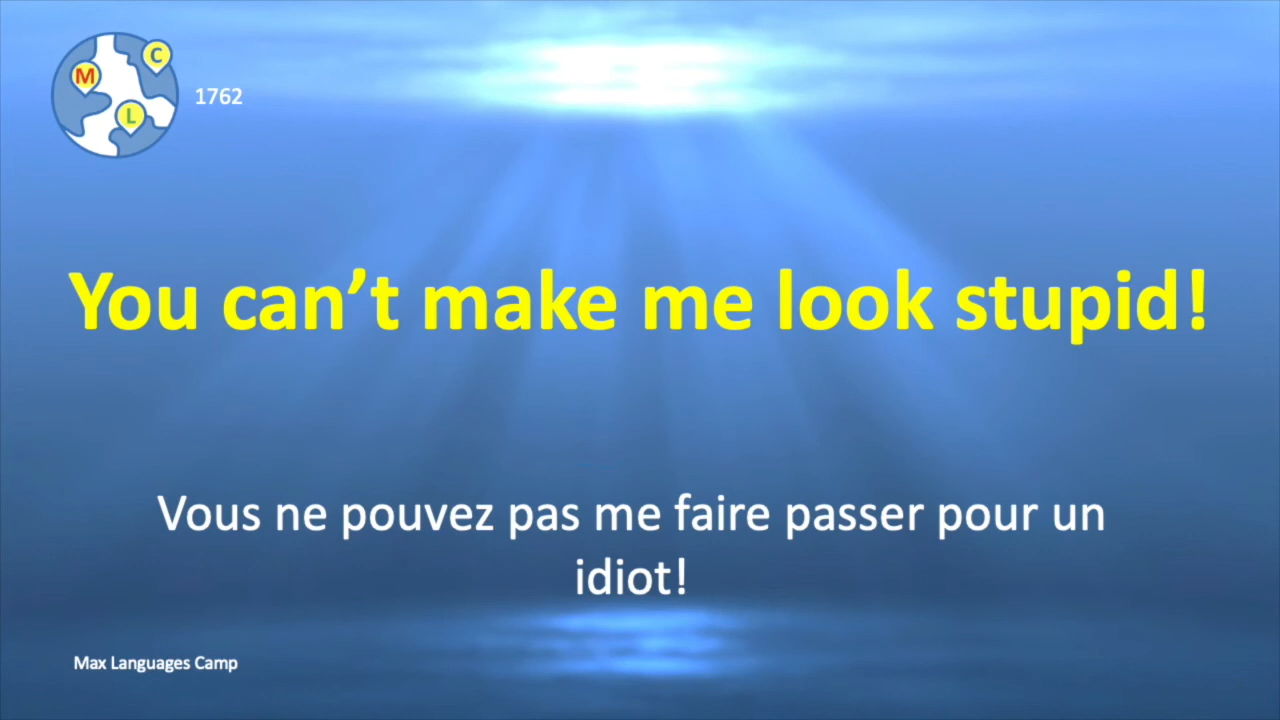 M
C
L
1762
You can’t make me look stupid!
Vous ne pouvez pas me faire passer pour un
idiot!
Max Languages Camp